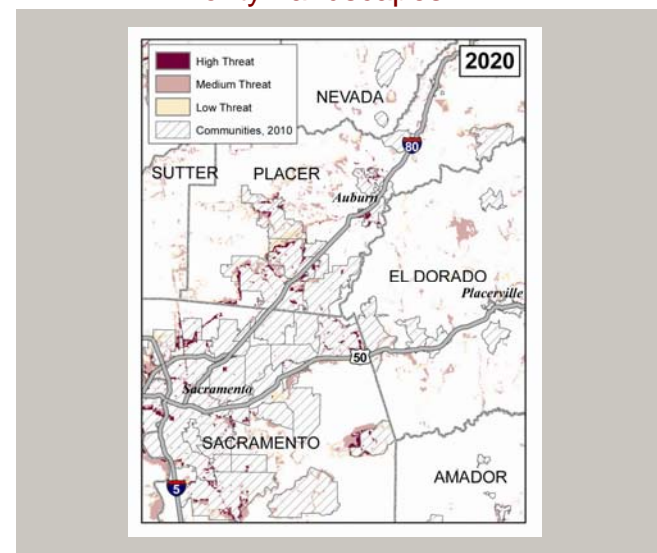 2020
High Threat
Medium Threat
Low Threat
Communities, 2010
NEVADA
80
SUTTER
PLACER
Auburn
EL DORADO
Placerville
50
Sacramento
SACRAMENTO
AMADOR
5